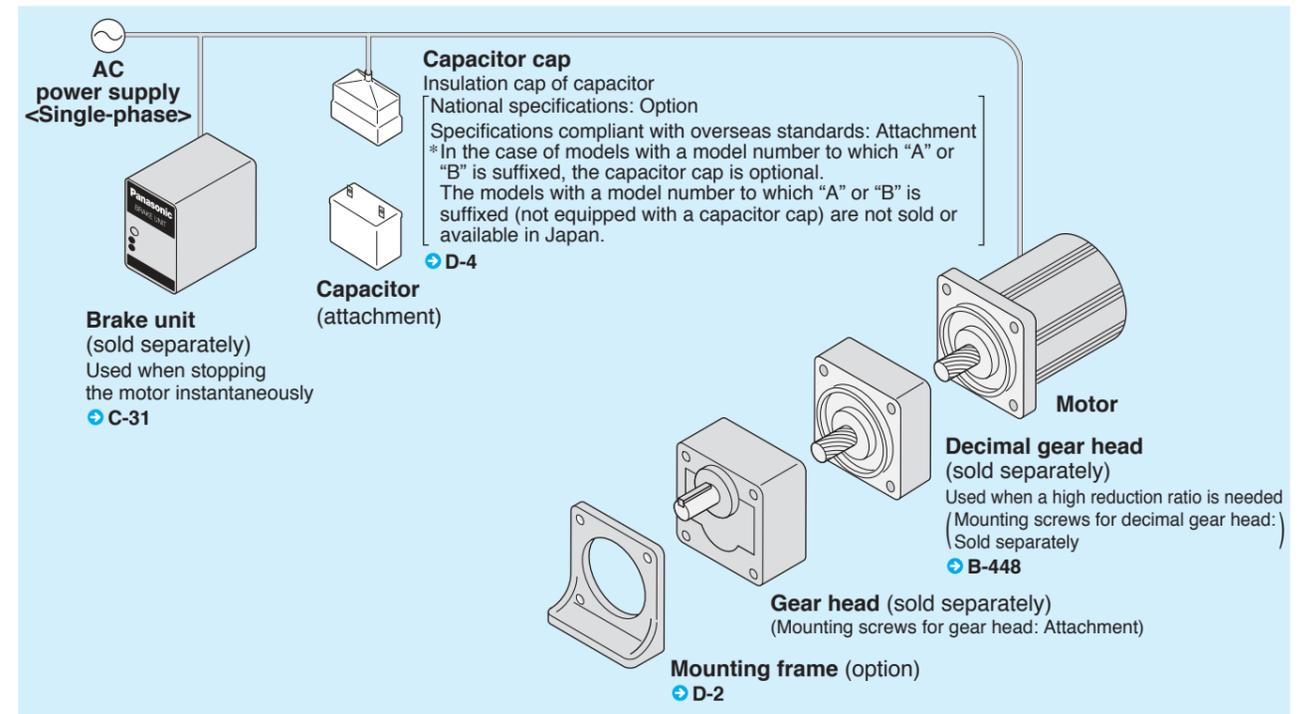 AC
power supply
<Single-phase>
Capacitor cap
Insulation cap of capacitor
National specifications: Option
Specifications compliant with overseas standards: Attachment
*In the case of models with a model number to which “A” or
“B” is suffixed, the capacitor cap is optional.
The models with a model number to which “A” or “B” is
suffixed (not equipped with a capacitor cap) are not sold or
available in Japan.
D-4
Panasonic
BRAKE UNIT
Capacitor
(attachment)
Brake unit
(sold separately)
Used when stopping
the motor instantaneously
C-31
Motor
Decimal gear head
(sold separately)
Used when a high reduction ratio is needed
(Mounting screws for decimal gear head:
Sold separately)
B-448
Gear head (sold separately)
(Mounting screws for gear head: Attachment)
Mounting frame (option)
D-2